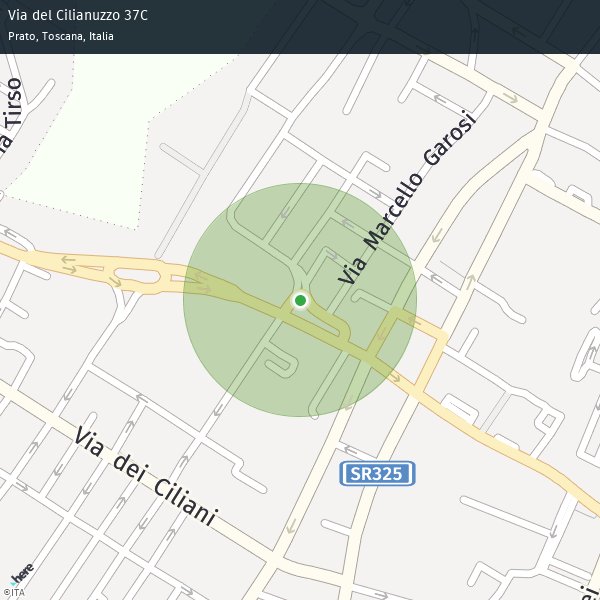 Via del Cilianuzzo 37C
Prato, Toscana, Italia
Tirso
Via Marcello Garosi
Via dei Ciliani
SR325
here
©ITA